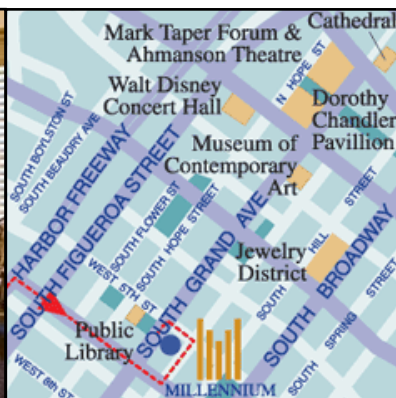 Cathedral
Mark Taper Forum &
Ahmanson Theatre
N HOPE ST
Walt Disney
Concert Hall
Dorothy
Chandler
Pavillion
SOUTH BOYLSTON ST
SOUTH BEAUDRY AVE
HARBOR FREEWAY
SOUTH FIGUEROA STREET
Museum of
Contemporary
Art
SOUTH FLOWER ST
SOUTH HOPE STREET
SOUTH GRAND AVE
WEST 5TH ST
Jewelry
District
SOUTH HILL STREET
SOUTH BROADWAY
SOUTH SPRING STREET
Public
Library
WEST 8th ST
MILLENNIUM
SOUTH